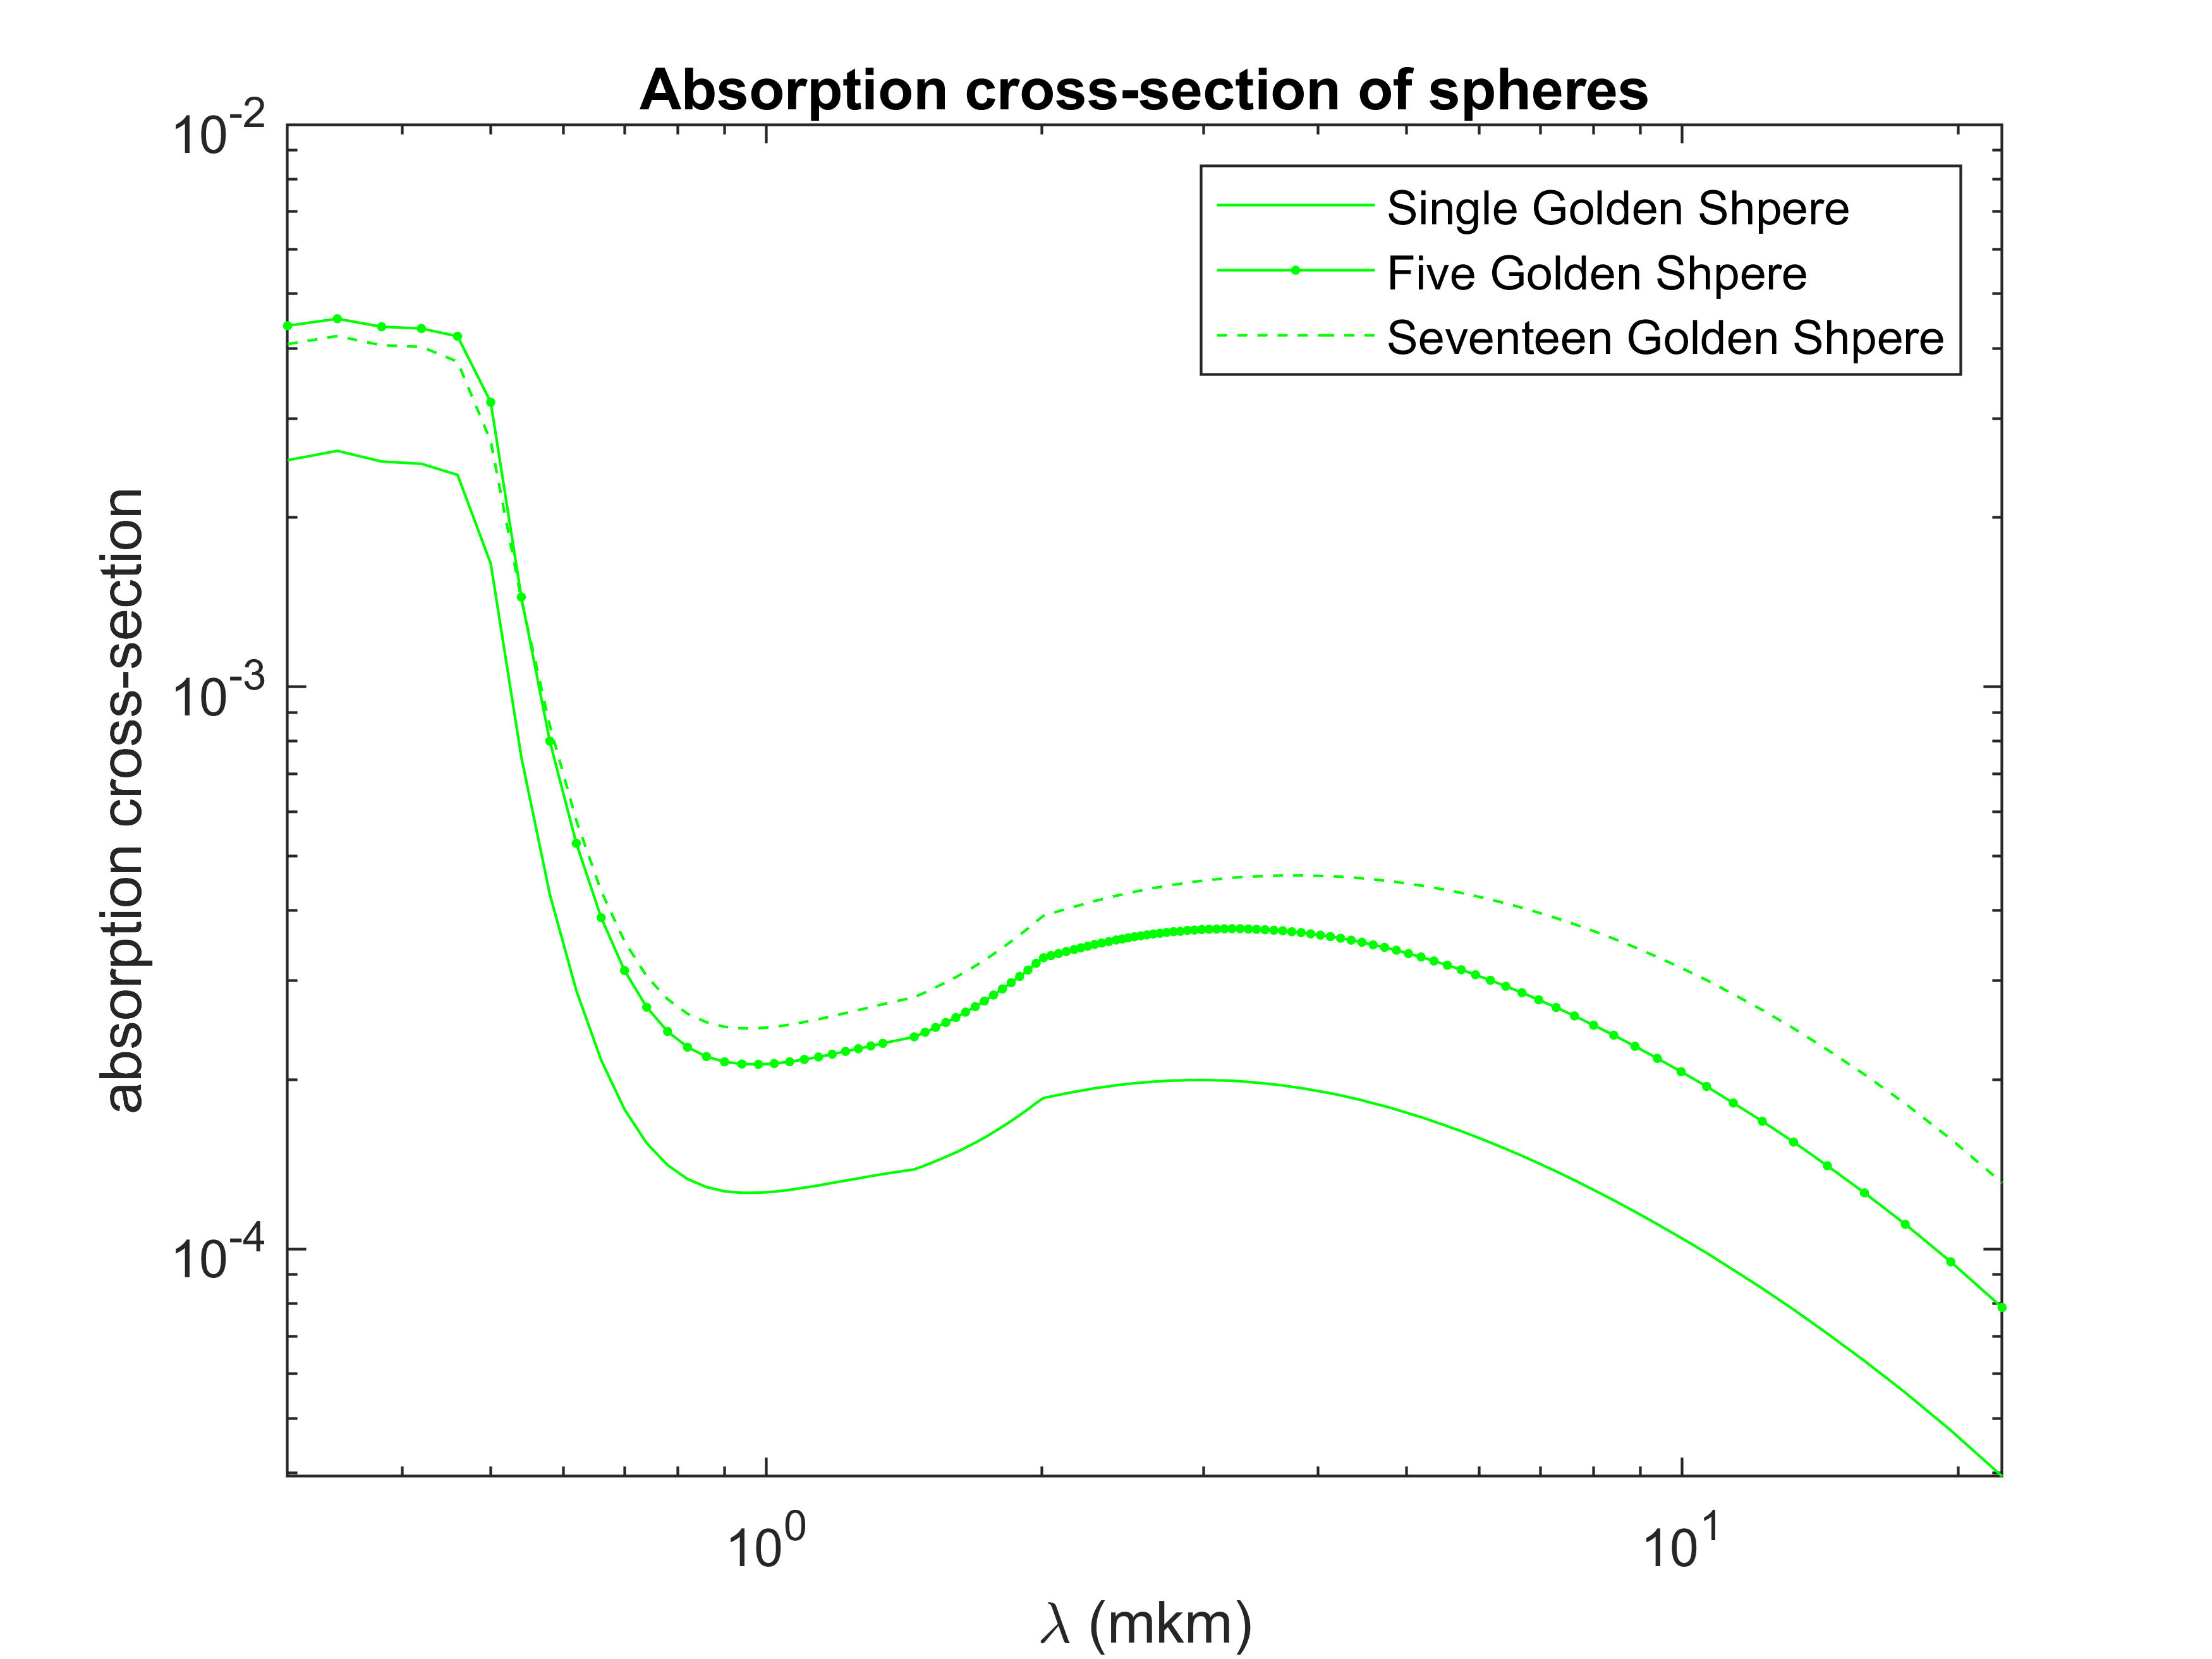 Absorption cross-section of spheres
10^-2
10^-3
10^-4
absorption cross-section
Single Golden Shpere
Five Golden Shpere
Seventeen Golden Shpere
10^0
10^1
λ (mkm)